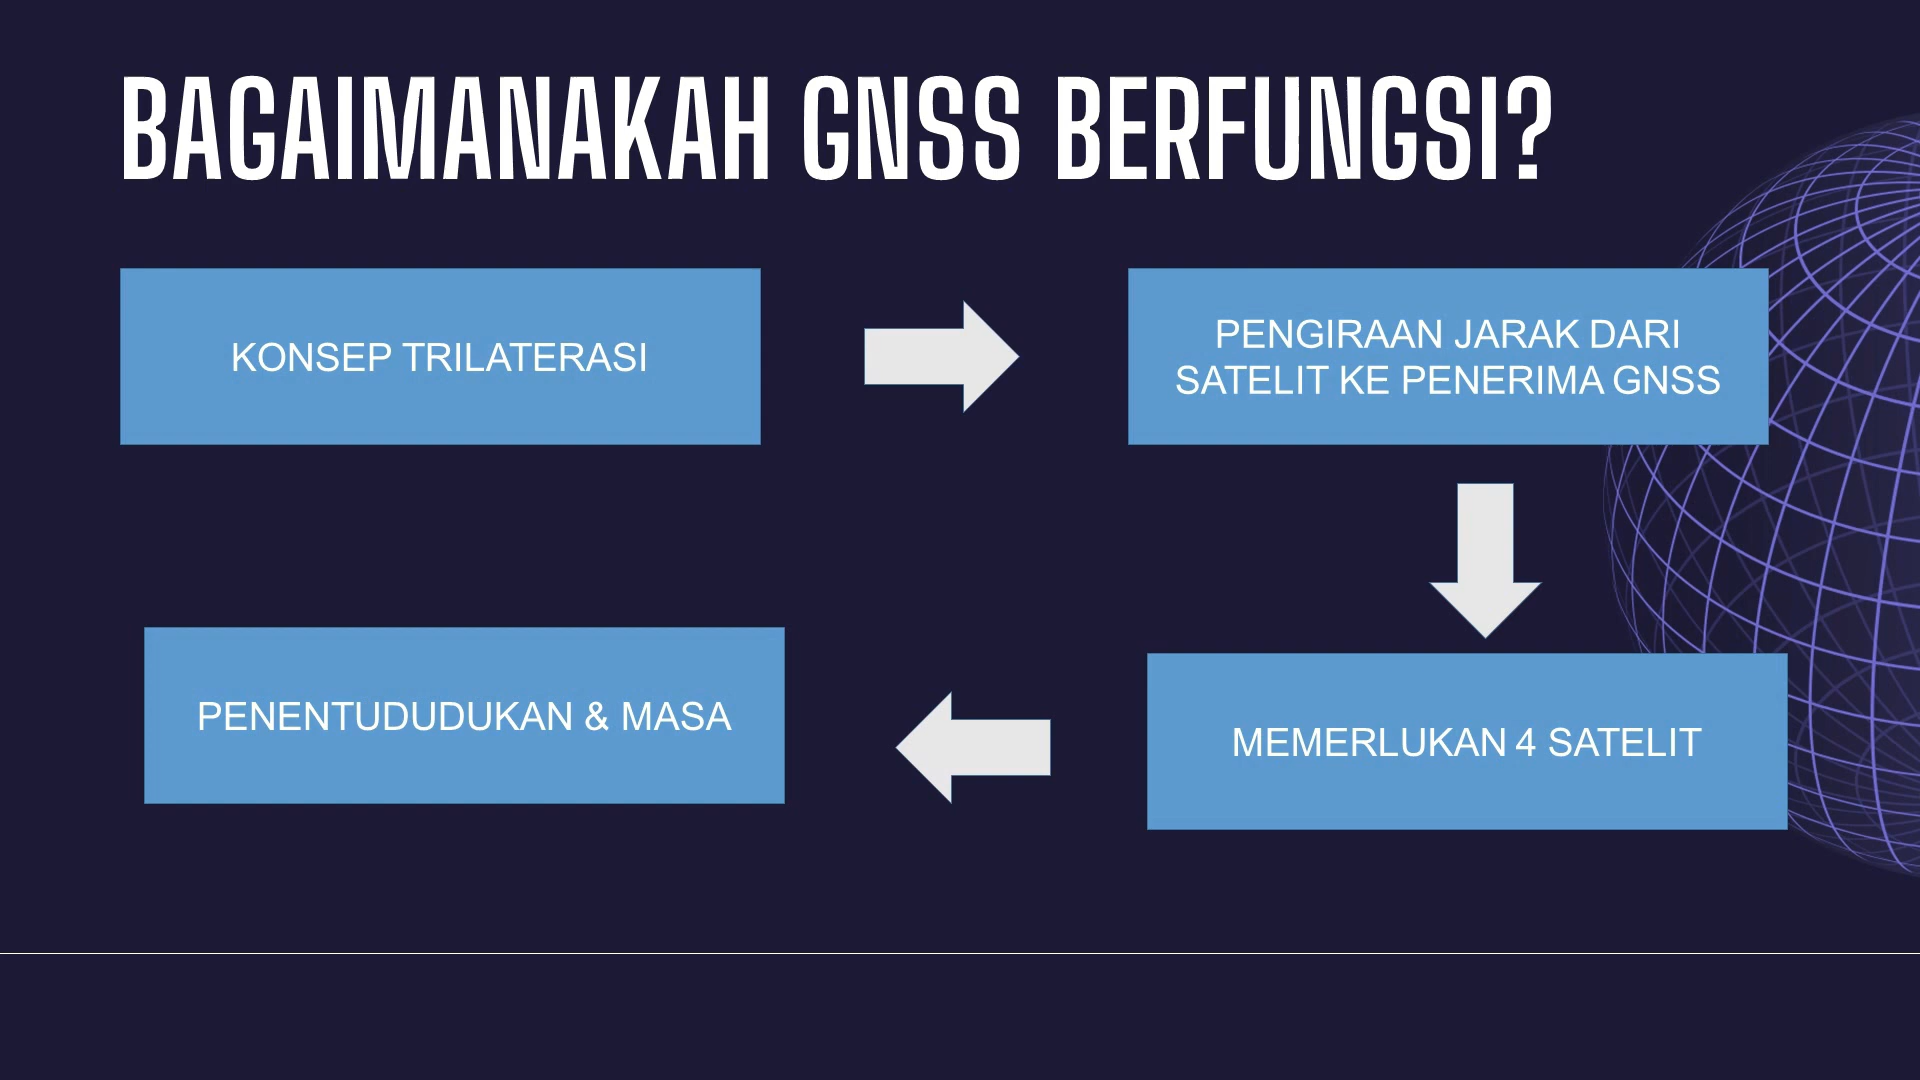 BAGAIMANAKAH GNSS BERFUNGSI?
KONSEP TRILATERASI
PENGIRAAN JARAK DARI
SATELIT KE PENERIMA GNSS
MEMERLUKAN 4 SATELIT
PENENTUDUDUKAN & MASA